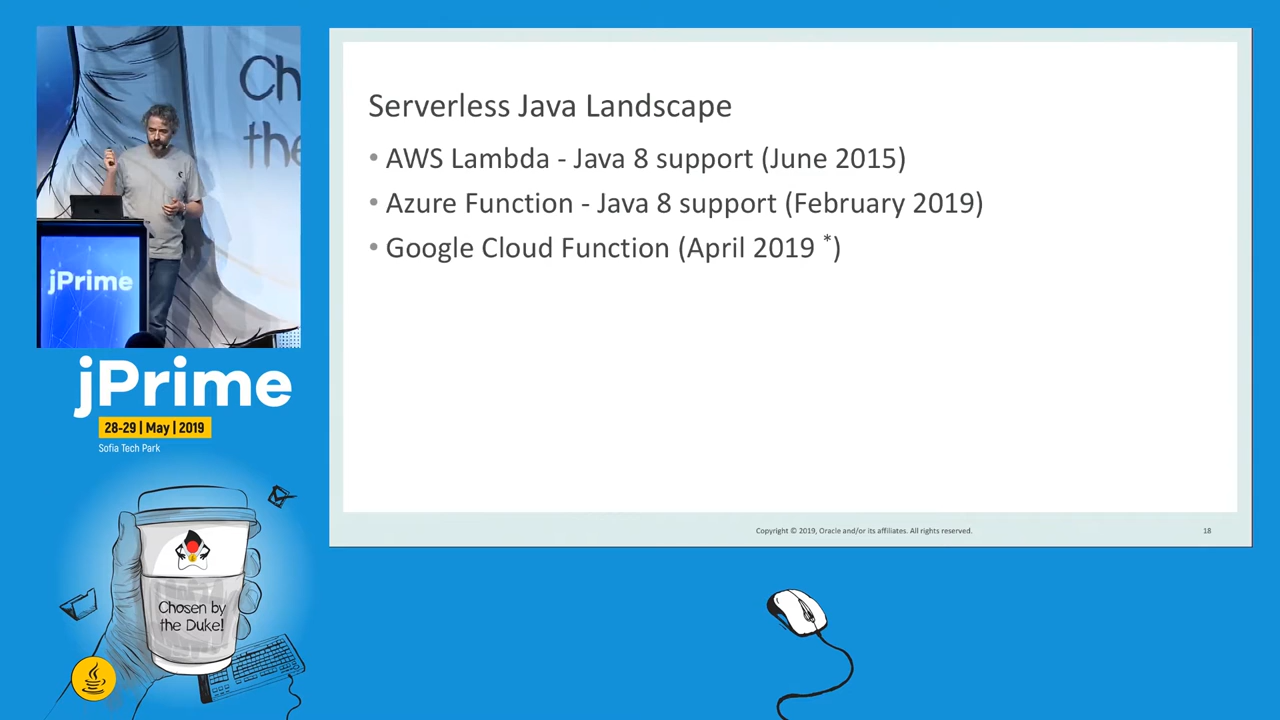 Ch
the
jPrime
jPrime
28-29 | May | 2019
Sofia Tech Park
Chosen by
the Duke!
Serverless Java Landscape
• AWS Lambda - Java 8 support (June 2015)
• Azure Function - Java 8 support (February 2019)
• Google Cloud Function (April 2019 *)
Copyright © 2019, Oracle and/or its affiliates. All rights reserved.
18